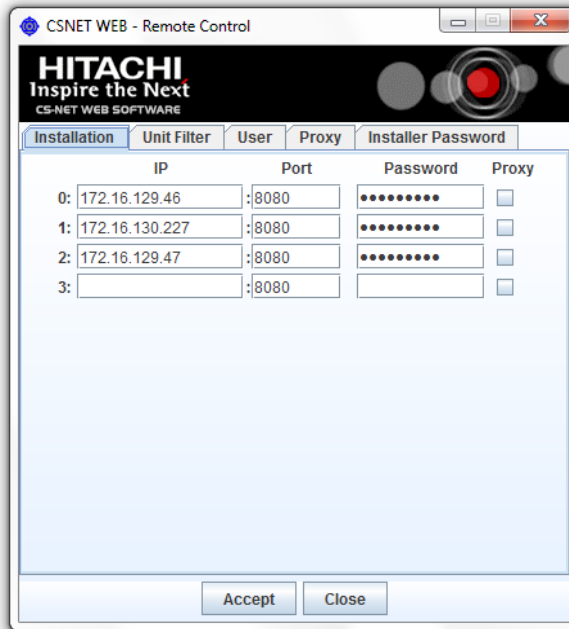 CSNET WEB - Remote Control
HITACHI
Inspire the Next
CS-NET WEB SOFTWARE
Installation Unit Filter User Proxy Installer Password
IP Port Password Proxy
0: 172.16.129.46 : 8080 •••••••••
1: 172.16.130.227 : 8080 •••••••••
2: 172.16.129.47 : 8080 •••••••••
3: : 8080
Accept Close